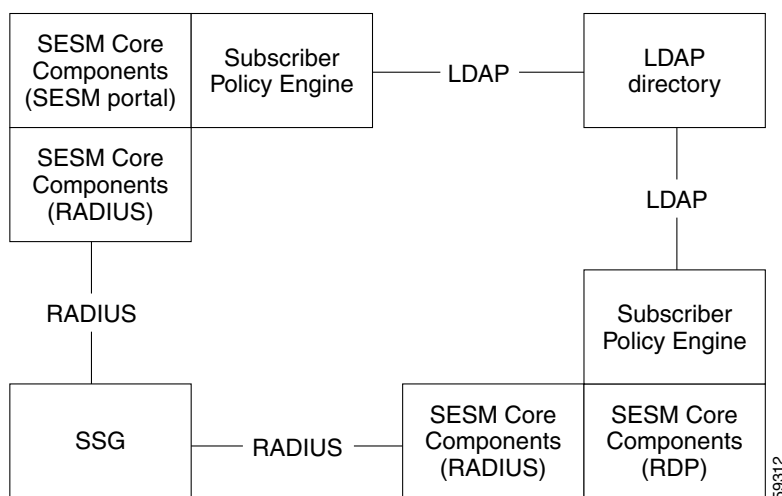 SESM Core
Components
(SESM portal)
Subscriber
Policy Engine
LDAP
LDAP
directory
SESM Core
Components
(RADIUS)
LDAP
RADIUS
Subscriber
Policy Engine
SSG
RADIUS
SESM Core
Components
(RADIUS)
SESM Core
Components
(RDP)